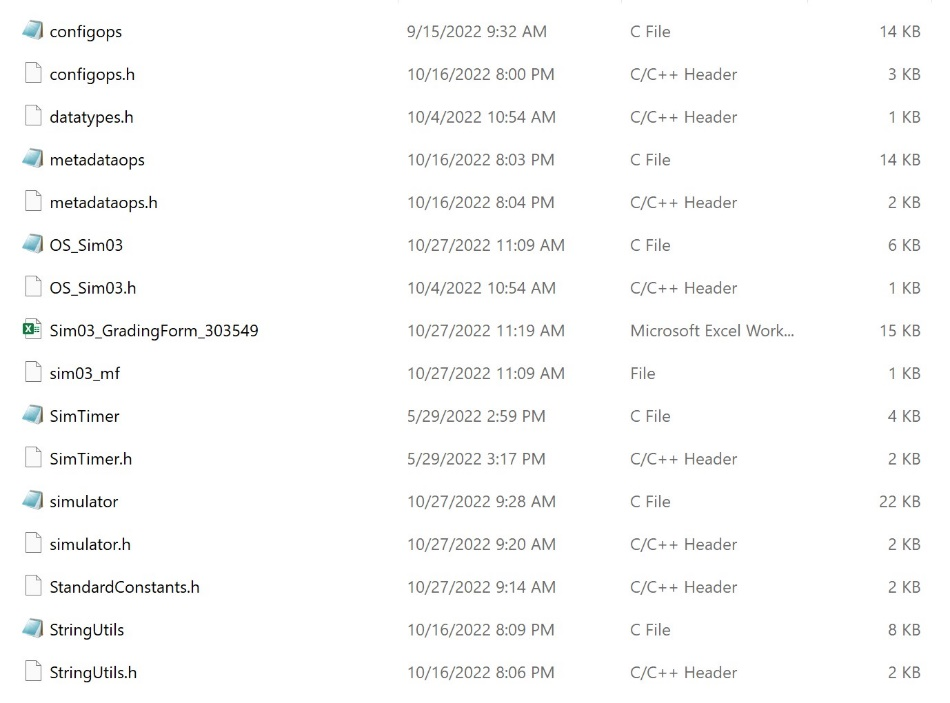 configops 9/15/2022 9:32 AM C File 14 KB
configops.h 10/16/2022 8:00 PM C/C++ Header 3 KB
datatypes.h 10/4/2022 10:54 AM C/C++ Header 1 KB
metadataops 10/16/2022 8:03 PM C File 14 KB
metadataops.h 10/16/2022 8:04 PM C/C++ Header 2 KB
OS_Sim03 10/27/2022 11:09 AM C File 6 KB
OS_Sim03.h 10/4/2022 10:54 AM C/C++ Header 1 KB
Sim03_GradingForm_303549 10/27/2022 11:19 AM Microsoft Excel Work... 15 KB
sim03_mf 10/27/2022 11:09 AM File 1 KB
SimTimer 5/29/2022 2:59 PM C File 4 KB
SimTimer.h 5/29/2022 3:17 PM C/C++ Header 2 KB
simulator 10/27/2022 9:28 AM C File 22 KB
simulator.h 10/27/2022 9:20 AM C/C++ Header 2 KB
StandardConstants.h 10/27/2022 9:14 AM C/C++ Header 2 KB
StringUtils 10/16/2022 8:09 PM C File 8 KB
StringUtils.h 10/16/2022 8:06 PM C/C++ Header 2 KB